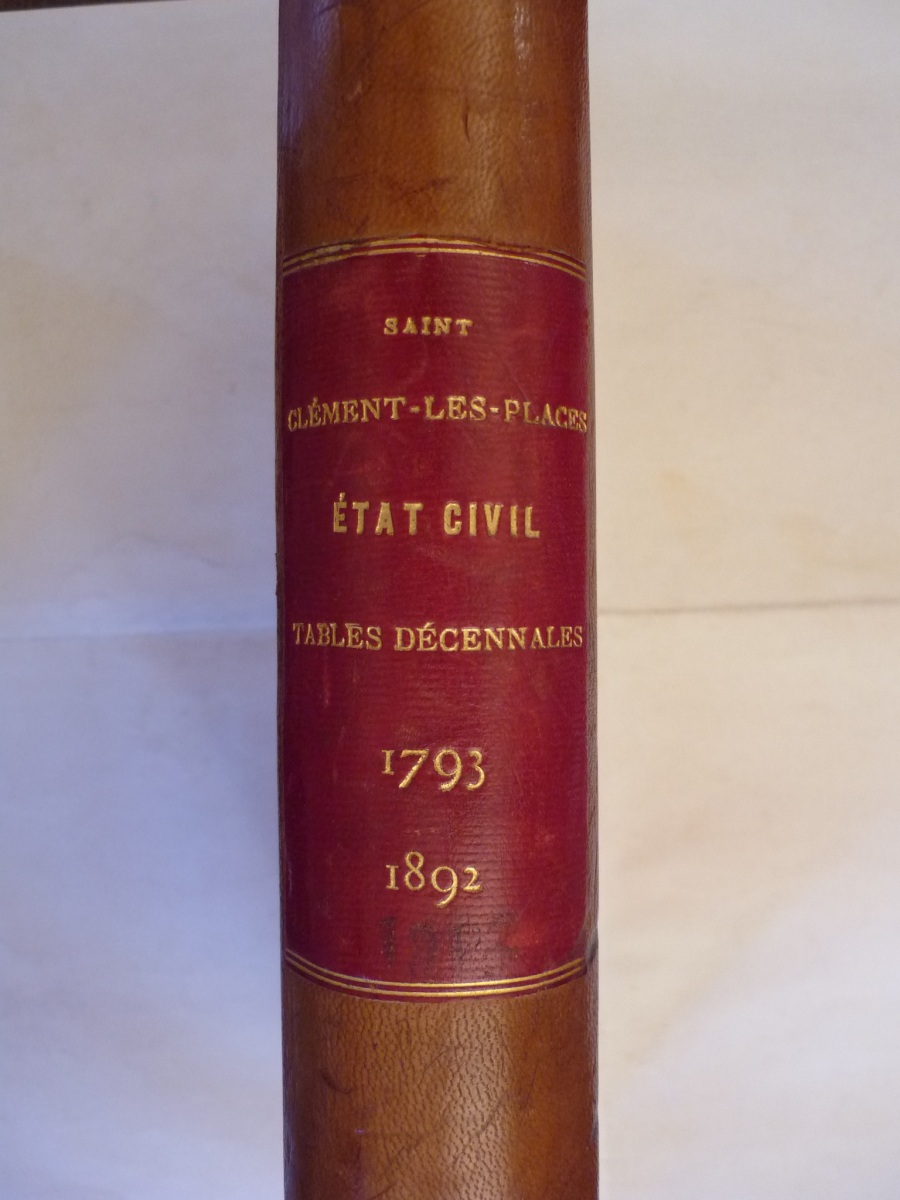 SAINT
CLÉMENT-LES-PLACES
ÉTAT CIVIL
TABLES DÉCENNALES
1793
1892